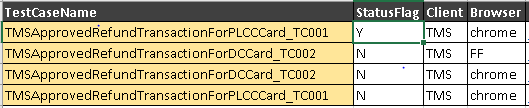 TestCaseName StatusFlag Client Browser
TMSApprovedRefundTransactionForPLCCCard_TC001 Y TMS chrome
TMSApprovedRefundTransactionForDCCard_TC002 N TMS FF
TMSApprovedRefundTransactionForDCCard_TC002 N TMS chrome
TMSApprovedRefundTransactionForPLCCCard_TC001 N TMS chrome